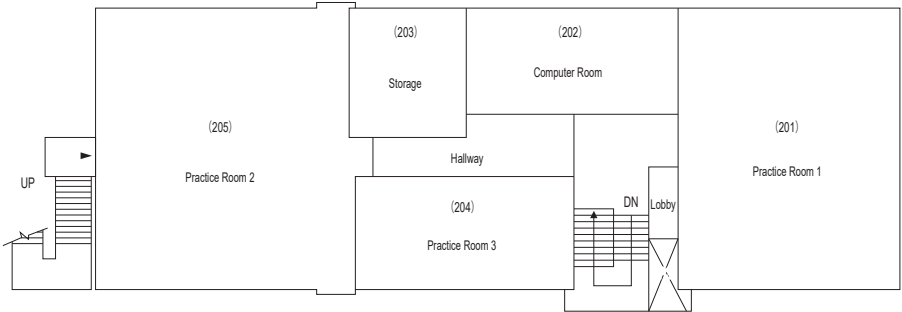 (203)
(202)
Storage
Computer Room
(205)
(201)
Hallway
Practice Room 2
Practice Room 1
UP
(204)
DN
Lobby
Practice Room 3